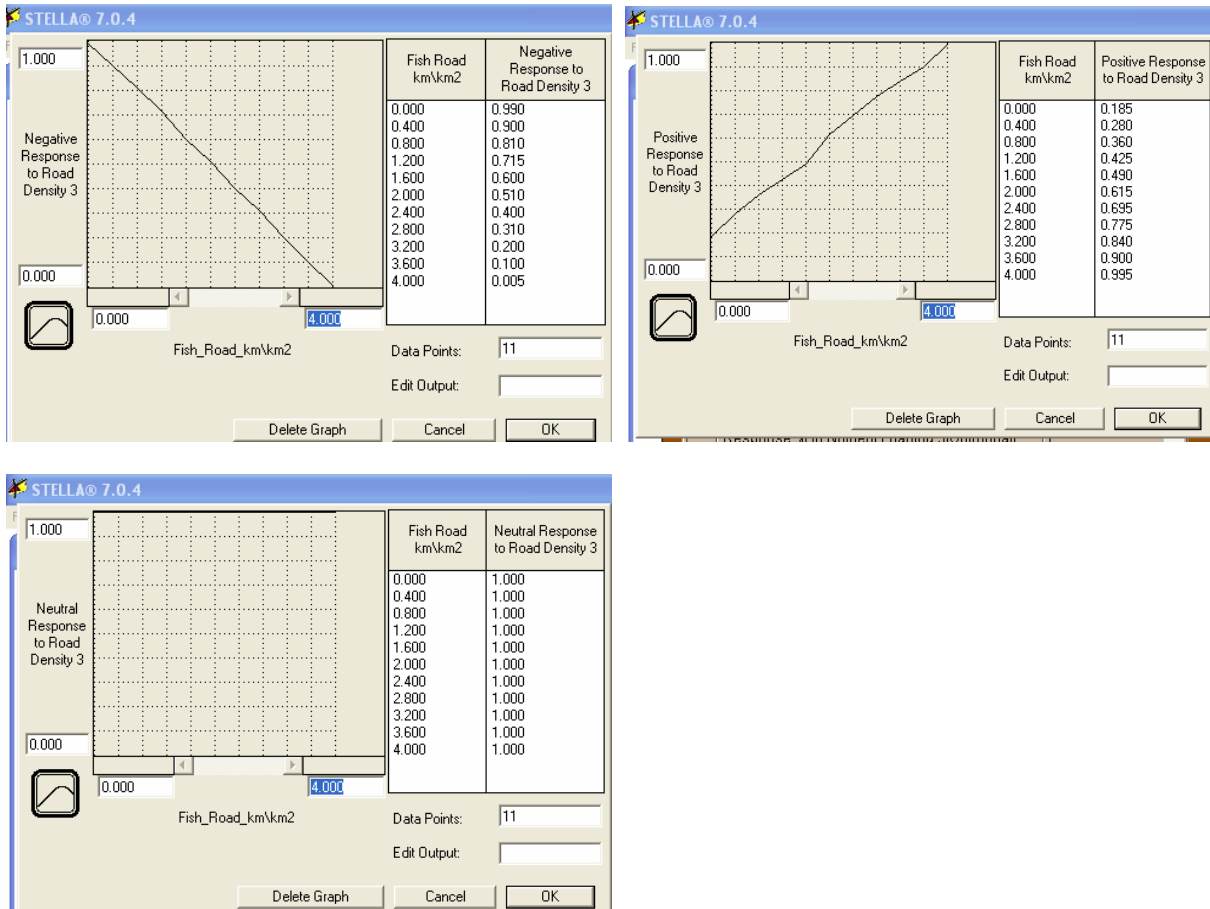 STELLA® 7.0.4
1.000
Negative
Response
to Road
Density 3
0.000
0.000
4.000
Fish_Road_km\km2
Fish Road
km\km2
Negative
Response to
Road Density 3
0.000 0.990
0.400 0.900
0.800 0.810
1.200 0.715
1.600 0.600
2.000 0.510
2.400 0.400
2.800 0.310
3.200 0.200
3.600 0.100
4.000 0.005
Data Points: 11
Edit Output:
Delete Graph
Cancel
OK
STELLA® 7.0.4
1.000
Positive
Response
to Road
Density 3
0.000
0.000
4.000
Fish_Road_km\km2
Fish Road
km\km2
Positive Response
to Road Density 3
0.000 0.185
0.400 0.280
0.800 0.360
1.200 0.425
1.600 0.490
2.000 0.615
2.400 0.695
2.800 0.775
3.200 0.840
3.600 0.900
4.000 0.995
Data Points: 11
Edit Output:
Delete Graph
Cancel
OK
STELLA® 7.0.4
1.000
Neutral
Response
to Road
Density 3
0.000
0.000
4.000
Fish_Road_km\km2
Fish Road
km\km2
Neutral Response
to Road Density 3
0.000 1.000
0.400 1.000
0.800 1.000
1.200 1.000
1.600 1.000
2.000 1.000
2.400 1.000
2.800 1.000
3.200 1.000
3.600 1.000
4.000 1.000
Data Points: 11
Edit Output:
Delete Graph
Cancel
OK